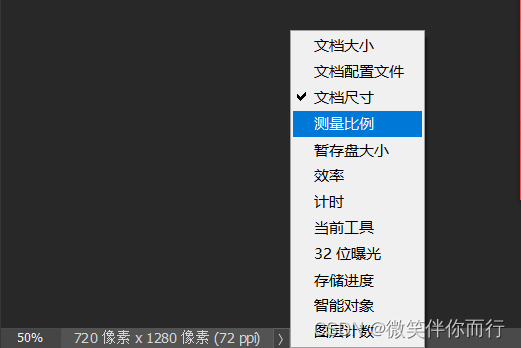 文档大小
文档配置文件
文档尺寸
测量比例
暂存盘大小
效率
计时
当前工具
32 位曝光
存储进度
智能对象
图层计数
CSDN @微笑伴你而行
50%
720 像素 x 1280 像素 (72 ppi)